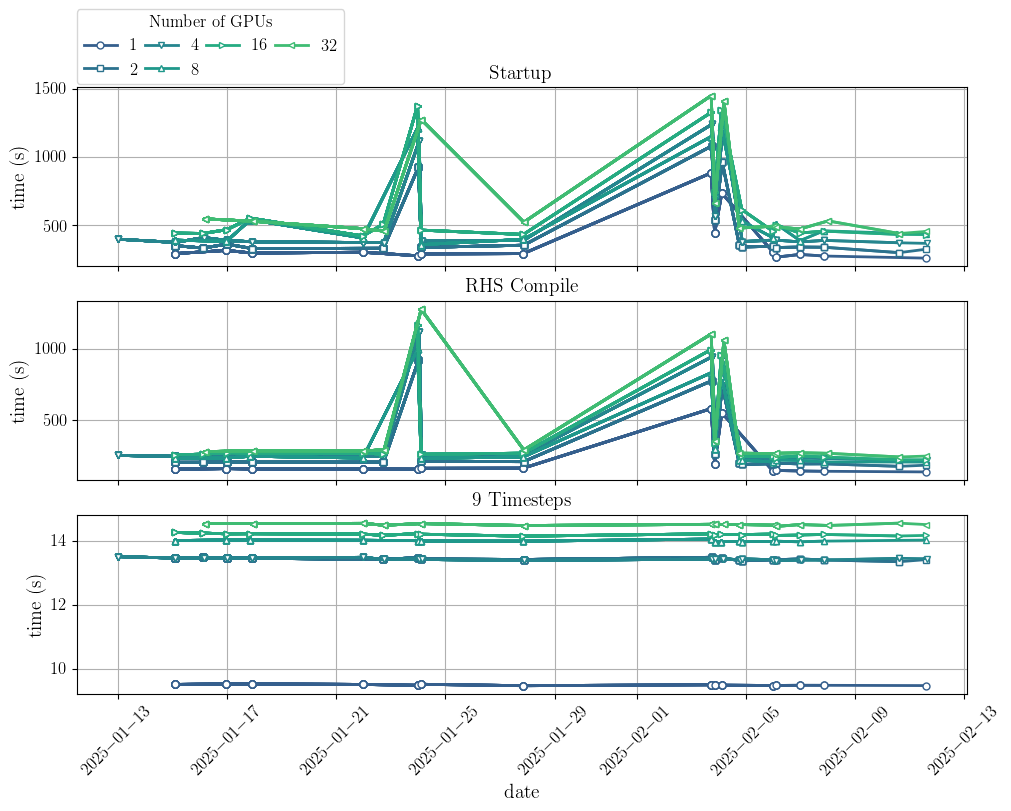 Number of GPUs
1 4 16 32
2 8
Startup
1500
1000
500
time (s)
RHS Compile
1000
500
time (s)
9 Timesteps
14
12
10
time (s)
2025−01−13 2025−01−17 2025−01−21 2025−01−25 2025−01−29 2025−02−01 2025−02−05 2025−02−09 2025−02−13
date